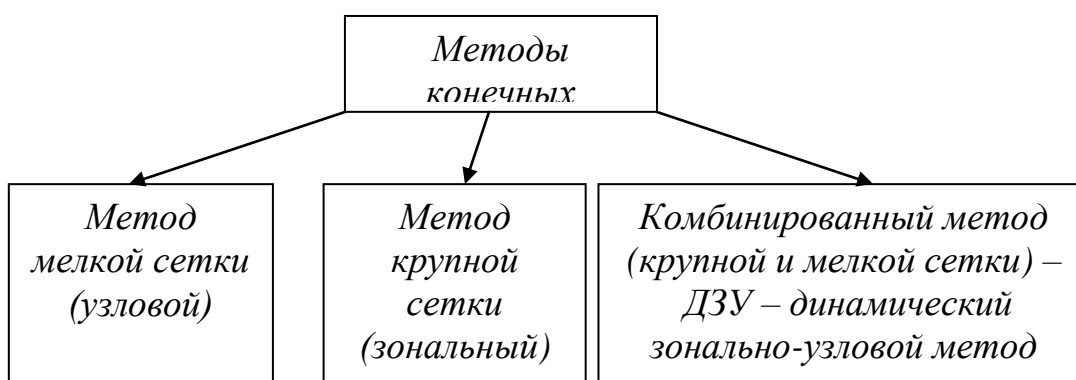 Методы
конечных
Метод
мелкой сетки
(узловой)
Метод
крупной
сетки
(зональный)
Комбинированный метод
(крупной и мелкой сетки) –
ДЗУ – динамический
зонально-узловой метод